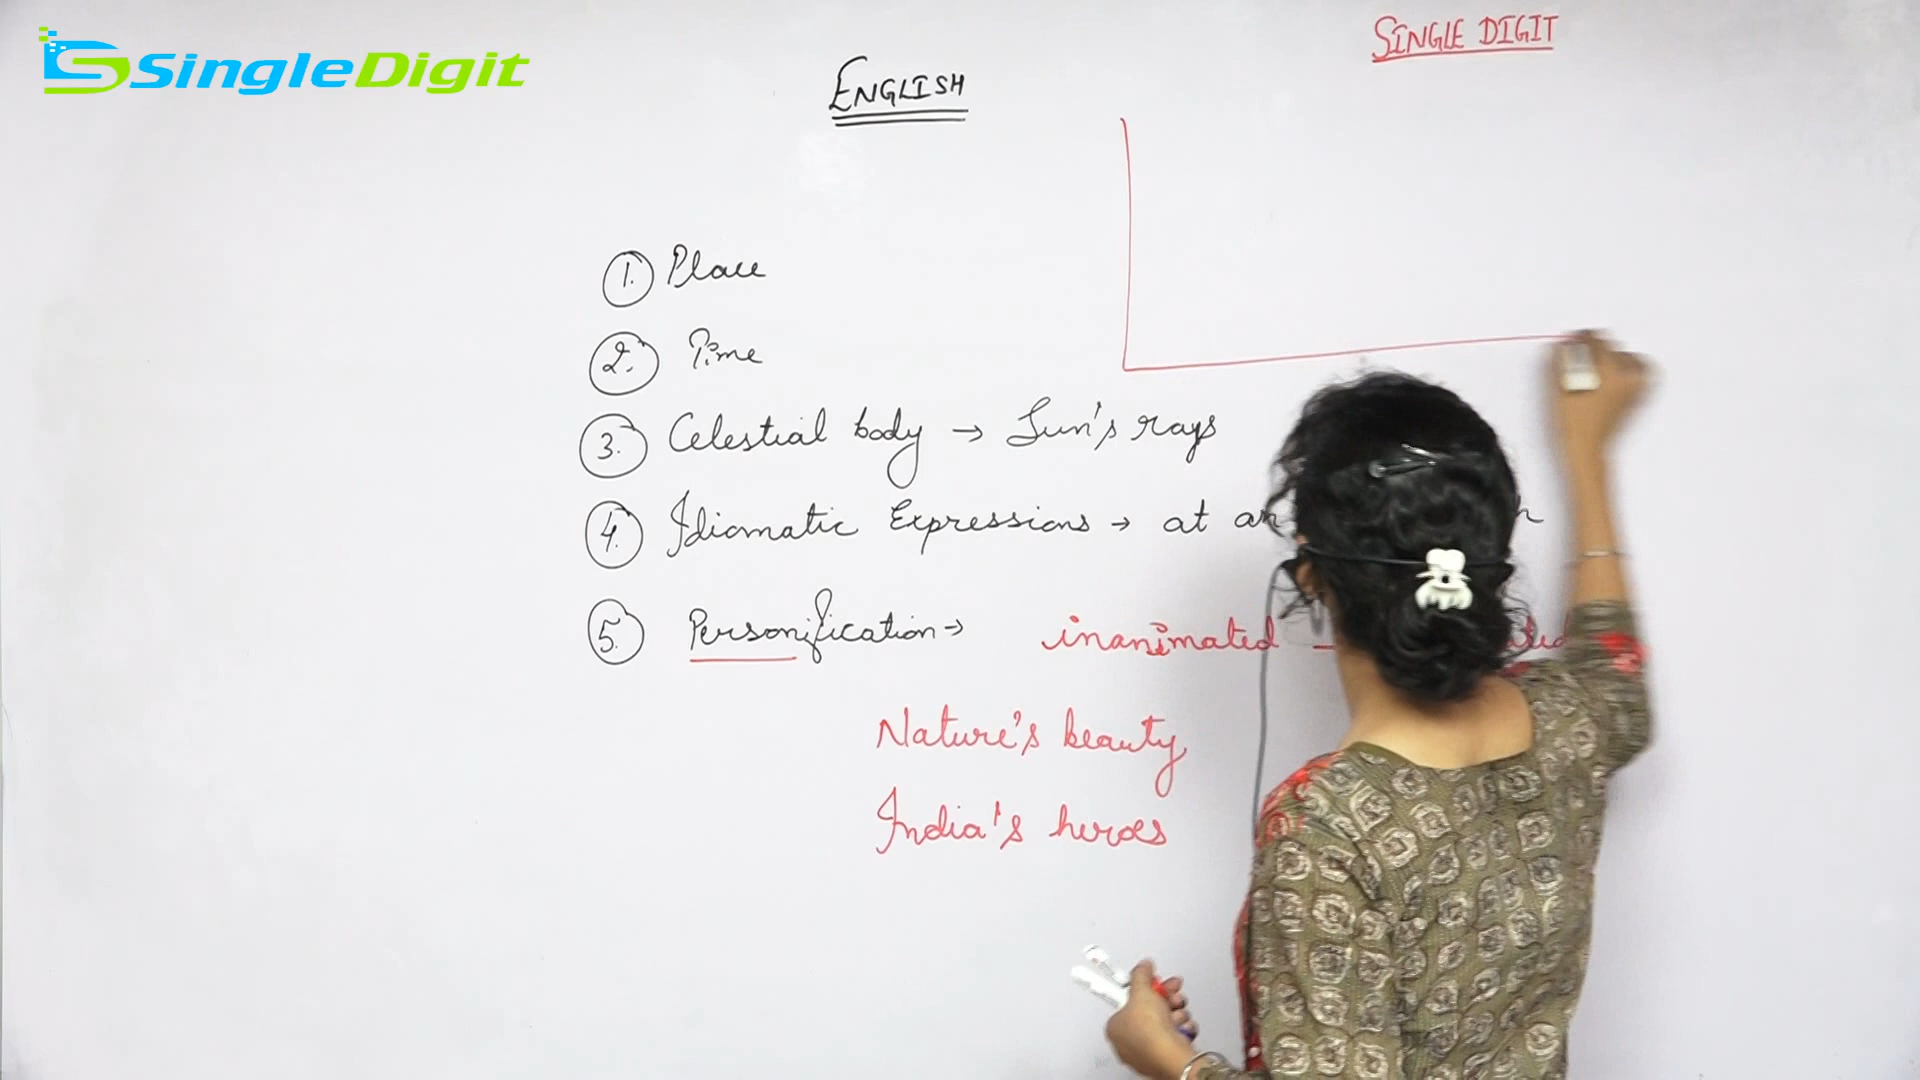 SingleDigit
SINGLE DIGIT
ENGLISH
1. Place
2. Time
3. Celestial body → Sun's rays
4. Idiomatic Expressions → at an
5. Personification → inanimated
Nature's beauty
India's heroes